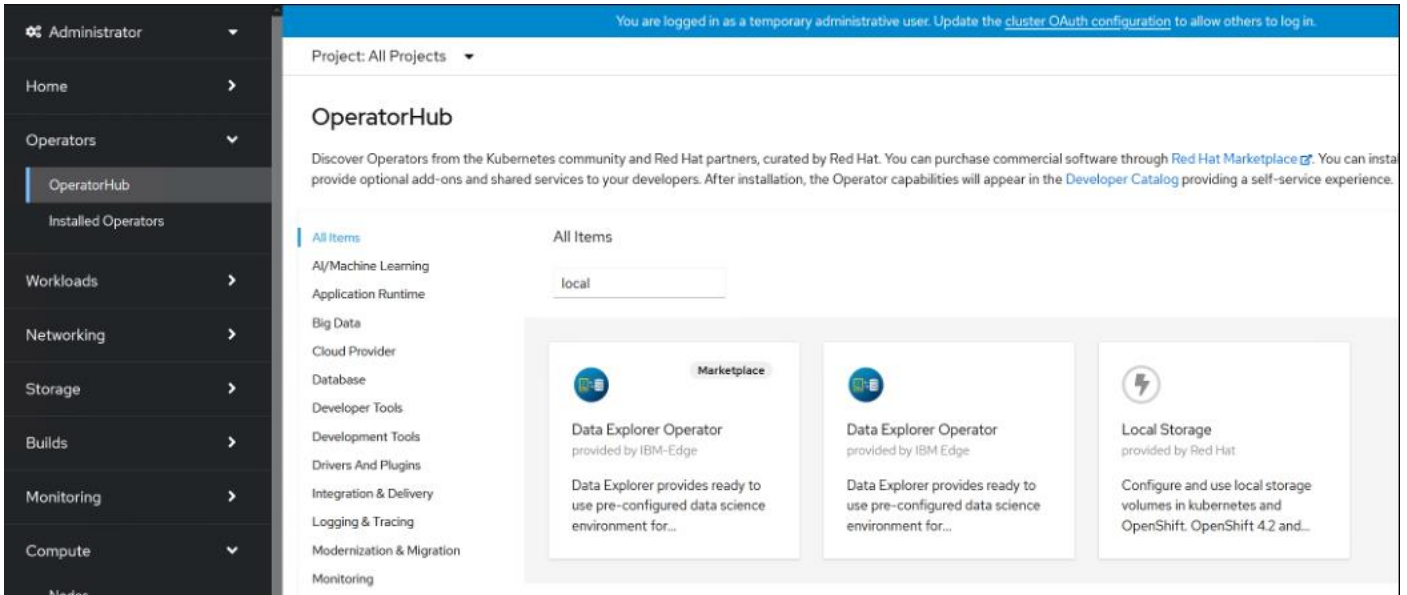 Administrator
Home
Operators
OperatorHub
Installed Operators
Workloads
Networking
Storage
Builds
Monitoring
Compute
Nodes
You are logged in as a temporary administrative user. Update the cluster OAuth configuration to allow others to log in.
Project: All Projects
OperatorHub
Discover Operators from the Kubernetes community and Red Hat partners, curated by Red Hat. You can purchase commercial software through Red Hat Marketplace. You can instal
provide optional add-ons and shared services to your developers. After installation, the Operator capabilities will appear in the Developer Catalog providing a self-service experience.
All Items
AI/Machine Learning
Application Runtime
Big Data
Cloud Provider
Database
Developer Tools
Development Tools
Drivers And Plugins
Integration & Delivery
Logging & Tracing
Modernization & Migration
Monitoring
All Items
local
Marketplace
Data Explorer Operator
provided by IBM-Edge
Data Explorer provides ready to
use pre-configured data science
environment for...
Data Explorer Operator
provided by IBM Edge
Data Explorer provides ready to
use pre-configured data science
environment for...
Local Storage
provided by Red Hat
Configure and use local storage
volumes in kubernetes and
OpenShift. OpenShift 4.2 and...